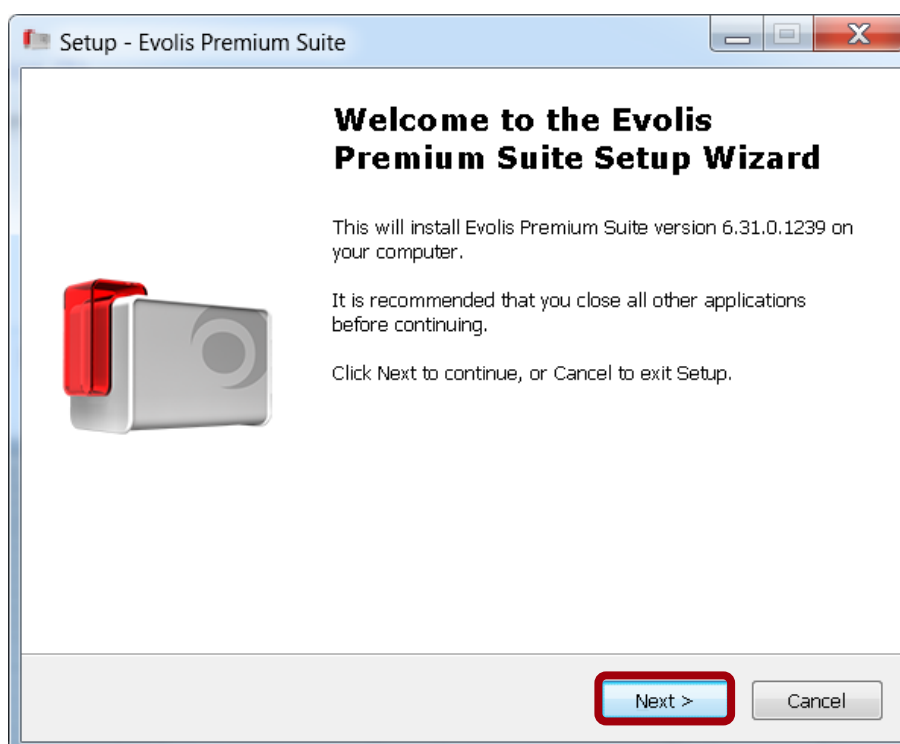 Setup - Evolis Premium Suite
Welcome to the Evolis
Premium Suite Setup Wizard
This will install Evolis Premium Suite version 6.31.0.1239 on
your computer.
It is recommended that you close all other applications
before continuing.
Click Next to continue, or Cancel to exit Setup.
Next >
Cancel